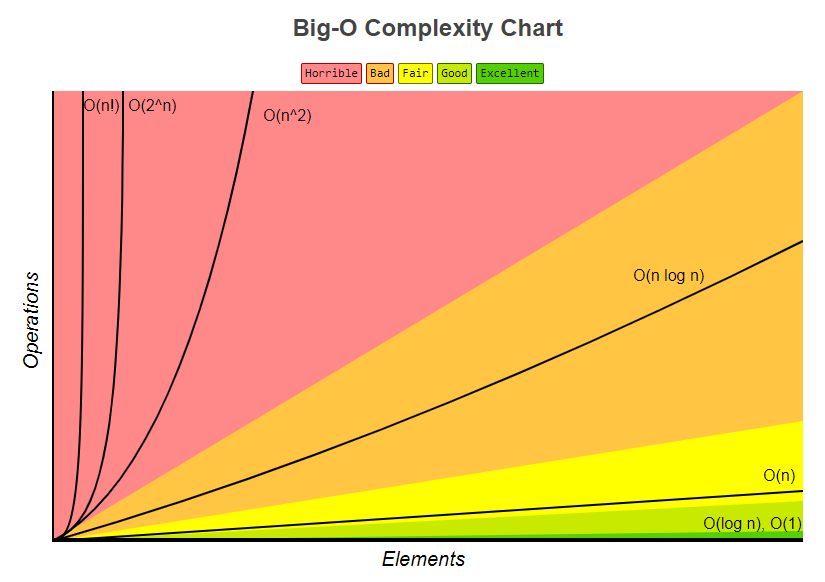 Big-O Complexity Chart
Horrible Bad Fair Good Excellent
O(n!) O(2^n)
O(n^2)
O(n log n)
O(n)
O(log n), O(1)
Operations
Elements